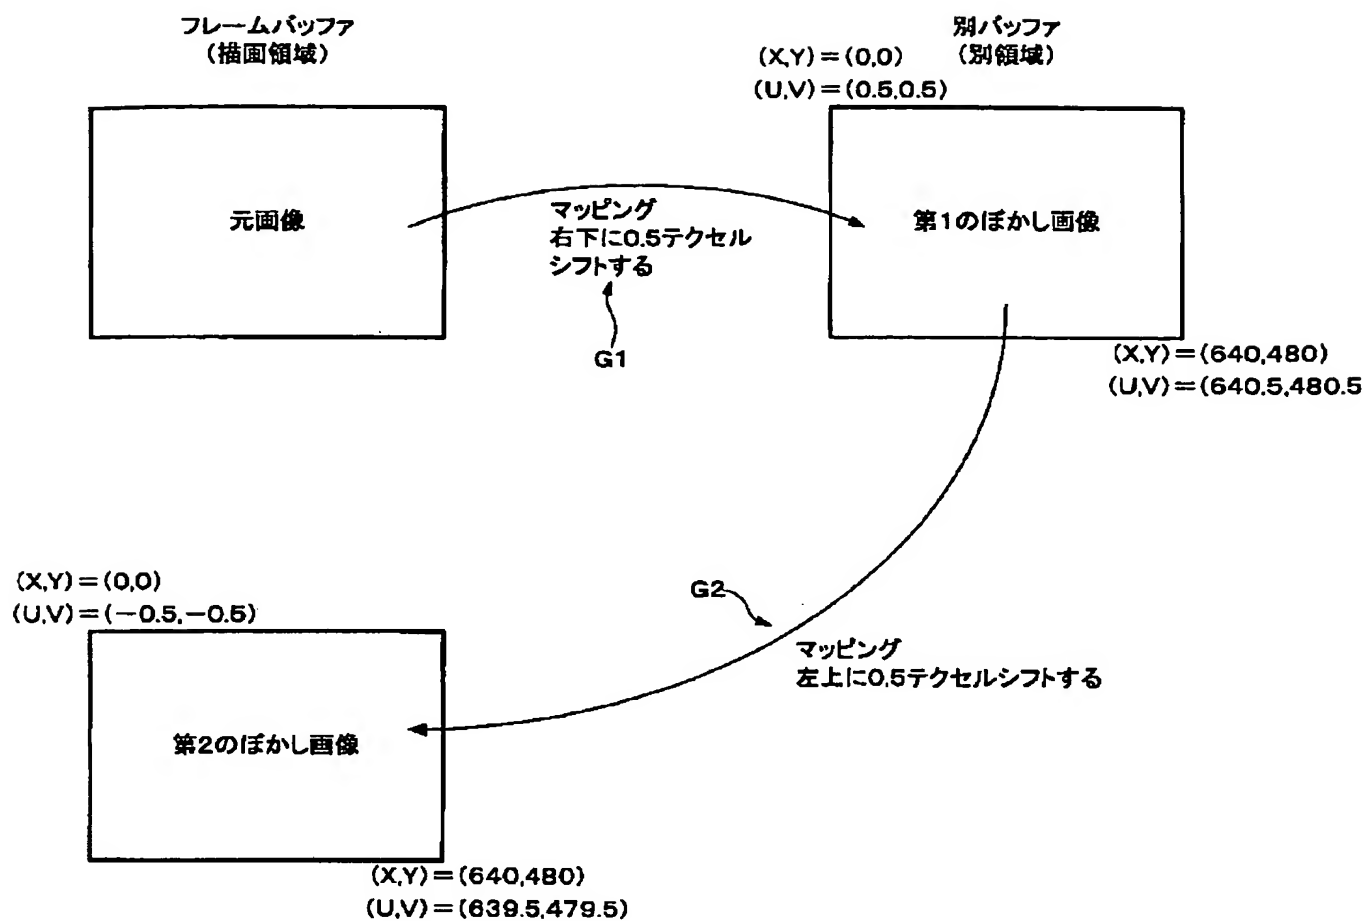 フレームバッファ
(描画領域)
別バッファ
(別領域)
(X,Y)=(0,0)
(U,V)=(0.5,0.5)
元画像
マッピング
右下に0.5テクセル
シフトする
G1
第1のぼかし画像
(X,Y)=(640,480)
(U,V)=(640.5,480.5
(X,Y)=(0,0)
(U,V)=(−0.5,−0.5)
G2
マッピング
左上に0.5テクセルシフトする
第2のぼかし画像
(X,Y)=(640,480)
(U,V)=(639.5,479.5)